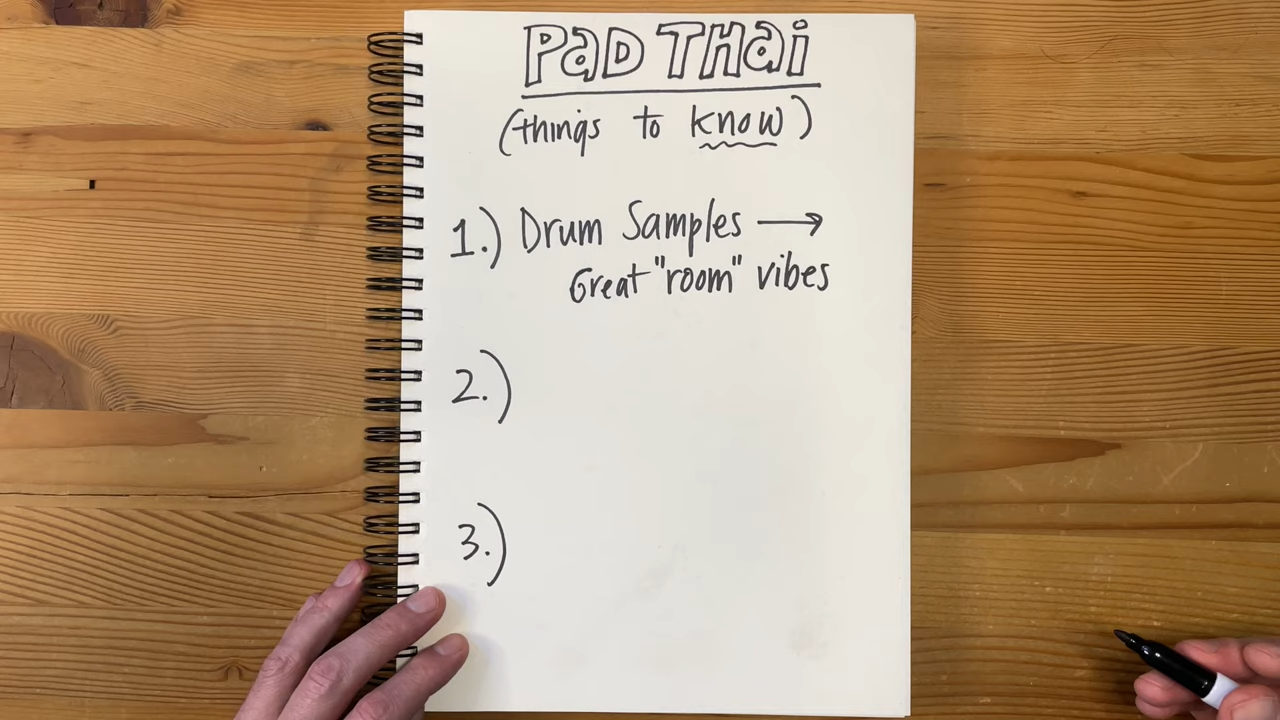 PAD THAI
(things to know)
1.) Drum Samples →
Great "room" vibes
2.)
3.)